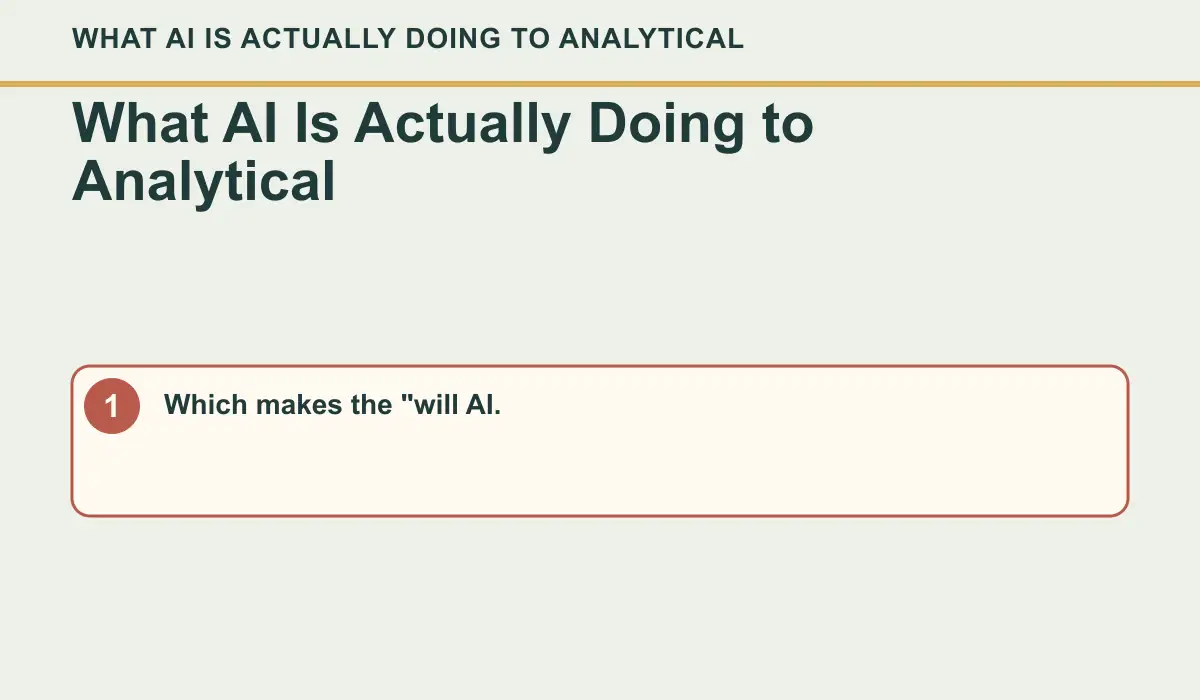 WHAT AI IS ACTUALLY DOING TO ANALYTICAL
What AI Is Actually Doing to
Analytical
1
Which makes the "will AI.